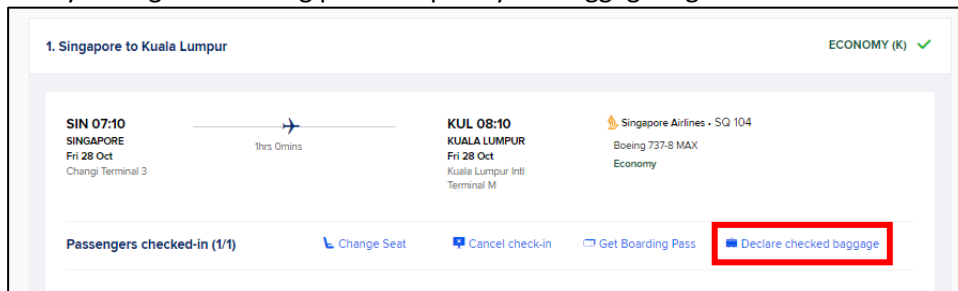 1. Singapore to Kuala Lumpur ECONOMY (K)
SIN 07:10 KUL 08:10 Singapore Airlines • SQ 104
SINGAPORE 1hrs 0mins KUALA LUMPUR Boeing 737-8 MAX
Fri 28 Oct Fri 28 Oct Economy
Changi Terminal 3 Kuala Lumpur Intl
Terminal M
Passengers checked-in (1/1) Change Seat Cancel check-in Get Boarding Pass Declare checked baggage